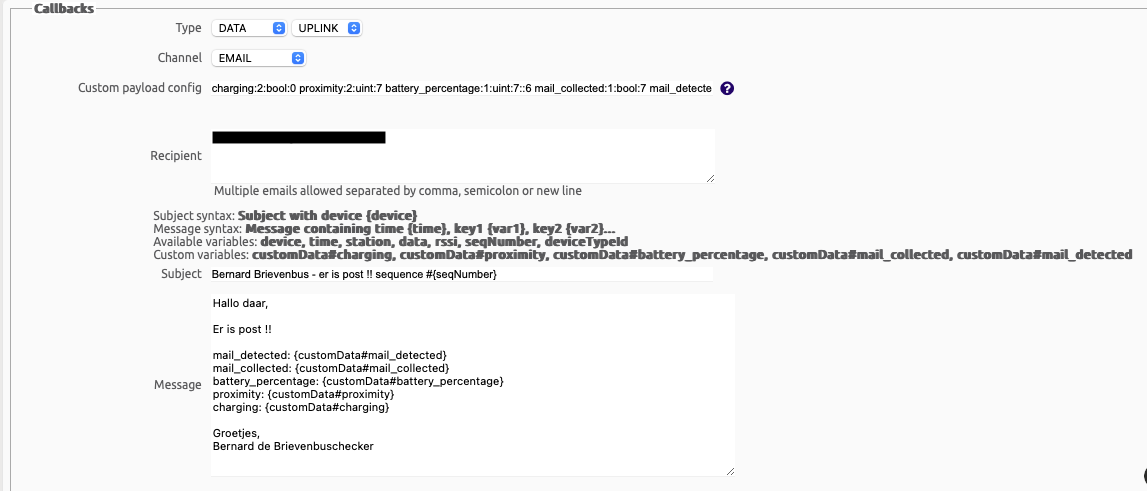 Callbacks
Type DATA UPLINK
Channel EMAIL
Custom payload config charging:2:bool:0 proximity:2:uint:7 battery_percentage:1:uint:7::6 mail_collected:1:bool:7 mail_detecte ?
Recipient
Multiple emails allowed separated by comma, semicolon or new line
Subject syntax: Subject with device {device}
Message syntax: Message containing time {time}, key1 {var1}, key2 {var2}...
Available variables: device, time, station, data, rssi, seqNumber, deviceTypeId
Custom variables: customData#charging, customData#proximity, customData#battery_percentage, customData#mail_collected, customData#mail_detected
Subject Bernard Brievenbus - er is post !! sequence #{seqNumber}
Message
Hallo daar,
Er is post !!
mail_detected: {customData#mail_detected}
mail_collected: {customData#mail_collected}
battery_percentage: {customData#battery_percentage}
proximity: {customData#proximity}
charging: {customData#charging}
Groetjes,
Bernard de Brievenbuschecker